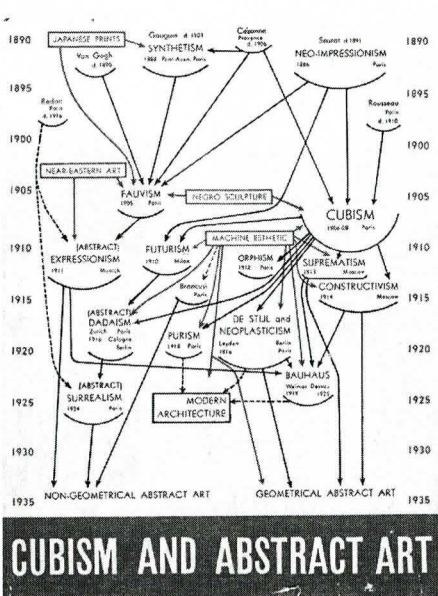 1890
JAPANESE PRINTS
Van Gogh
d. 1890
Gauguin d. 1903
SYNTHETISM
1888 Pont-Aven, Paris
Cézanne
Provence
d. 1906
Seurat d. 1891
NEO-IMPRESSIONISM
1886 Paris
1890
1895
Redon
Paris
d. 1916
Rousseau
Paris
d. 1910
1895
1900
1900
NEAR-EASTERN ART
1905
FAUVISM
1905 Paris
NEGRO SCULPTURE
CUBISM
1906-08 Paris
1905
1910
(ABSTRACT)
EXPRESSIONISM
1911 Munich
FUTURISM
1910 Milan
MACHINE ESTHETIC
ORPHISM
1912 Paris
SUPREMATISM
1913 Moscow
1910
1915
Brancusi
Paris
CONSTRUCTIVISM
1914 Moscow
1915
(ABSTRACT)
DADAISM
Zurich Paris
1916 Cologne
Berlin
PURISM
1918 Paris
DE STIJL and
NEOPLASTICISM
Leyden Berlin
1916 Paris
1920
BAUHAUS
Weimar Dessau
1919 1925
1920
1925
(ABSTRACT)
SURREALISM
1924 Paris
MODERN
ARCHITECTURE
1925
1930
1930
1935
NON-GEOMETRICAL ABSTRACT ART
GEOMETRICAL ABSTRACT ART
1935
CUBISM AND ABSTRACT ART